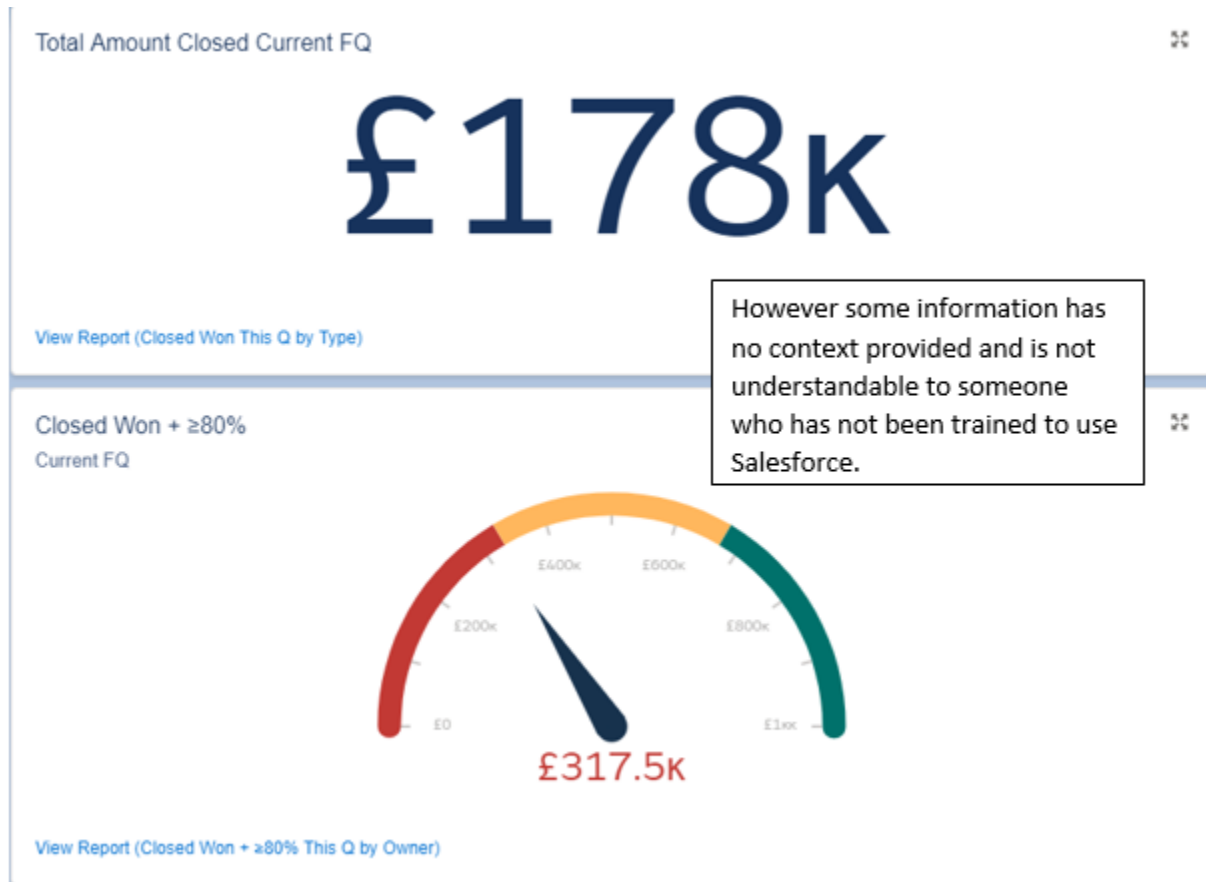 Total Amount Closed Current FQ
£178K
View Report (Closed Won This Q by Type)
However some information has
no context provided and is not
understandable to someone
who has not been trained to use
Salesforce.
Closed Won + ≥80%
Current FQ
£0
£200K
£400K
£600K
£800K
£1KK
£317.5K
View Report (Closed Won + ≥80% This Q by Owner)